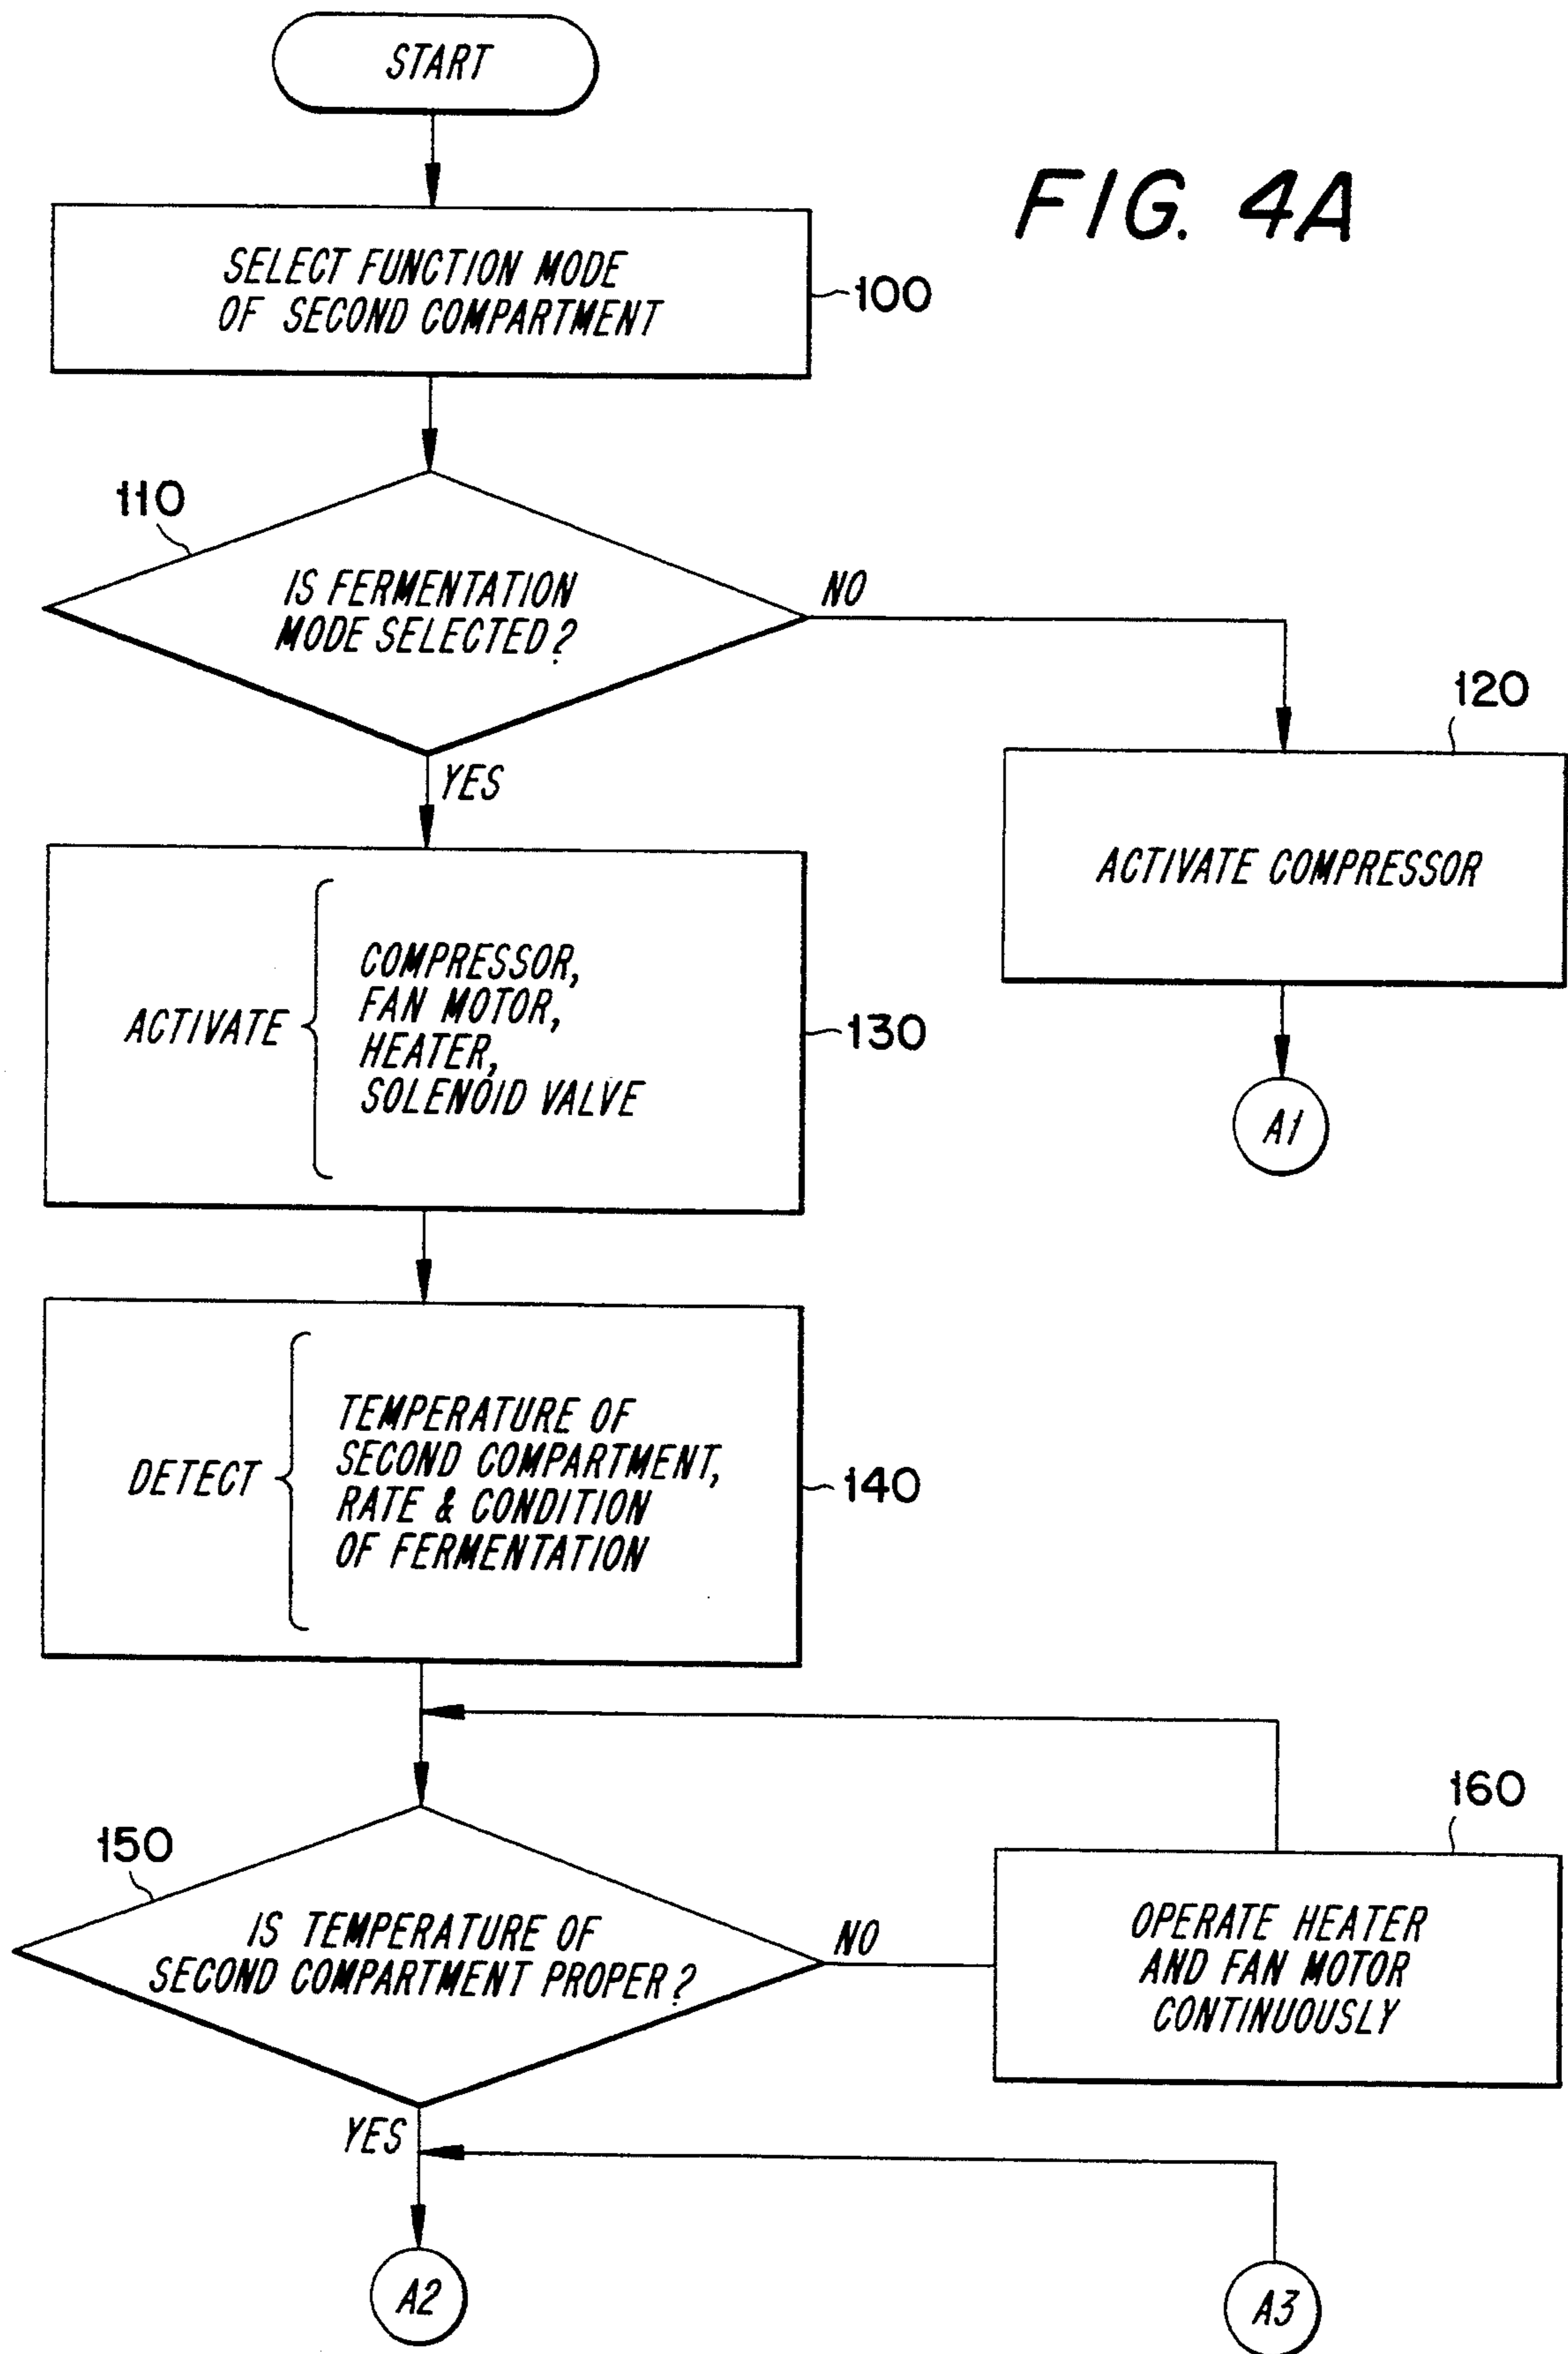 START
FIG. 4A
SELECT FUNCTION MODE
OF SECOND COMPARTMENT
100
110
IS FERMENTATION
MODE SELECTED?
NO
YES
120
ACTIVATE COMPRESSOR
A1
ACTIVATE
COMPRESSOR,
FAN MOTOR,
HEATER,
SOLENOID VALVE
130
DETECT
TEMPERATURE OF
SECOND COMPARTMENT,
RATE & CONDITION
OF FERMENTATION
140
150
IS TEMPERATURE OF
SECOND COMPARTMENT PROPER?
NO
160
OPERATE HEATER
AND FAN MOTOR
CONTINUOUSLY
YES
A2
A3